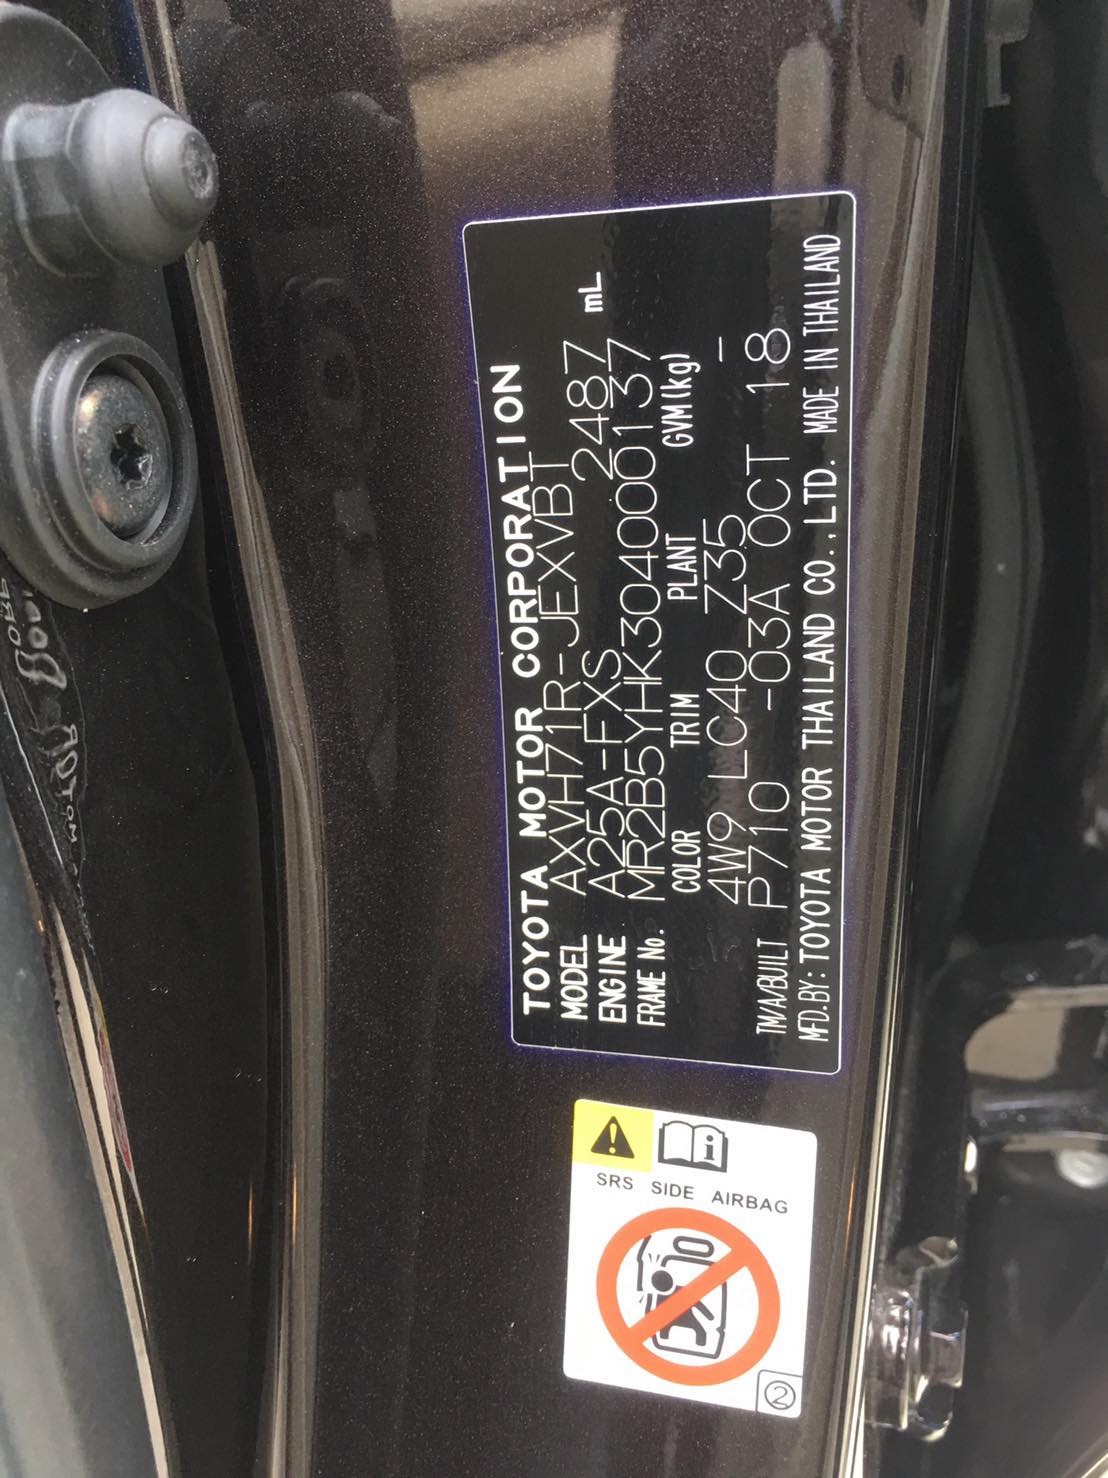 TOYOTA MOTOR CORPORATION
MODEL AXVH71R-JEXVBT
ENGINE A25A-FXS 2487 mL
FRAME No. MR2B5YHK304000137
COLOR TRIM PLANT GVM(kg)
4W9 LC40 Z35 -
TM/A/BUILT P710 -03A OCT 18
MFD.BY: TOYOTA MOTOR THAILAND CO.,LTD. MADE IN THAILAND
SRS SIDE AIRBAG
②